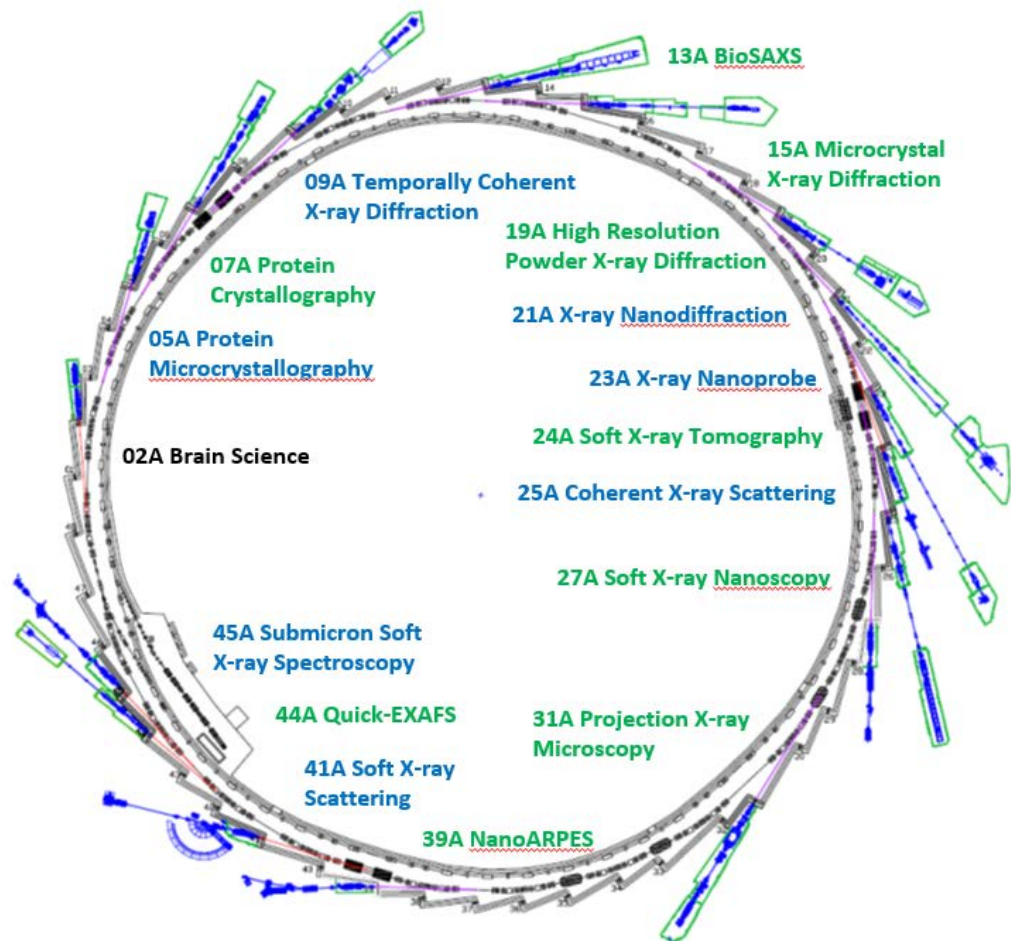 13A BioSAXS
15A Microcrystal
X-ray Diffraction
09A Temporally Coherent
X-ray Diffraction
19A High Resolution
Powder X-ray Diffraction
07A Protein
Crystallography
21A X-ray Nanodiffraction
05A Protein
Microcrystallography
23A X-ray Nanoprobe
24A Soft X-ray Tomography
02A Brain Science
25A Coherent X-ray Scattering
27A Soft X-ray Nanoscopy
45A Submicron Soft
X-ray Spectroscopy
44A Quick-EXAFS
31A Projection X-ray
Microscopy
41A Soft X-ray
Scattering
39A NanoARPES